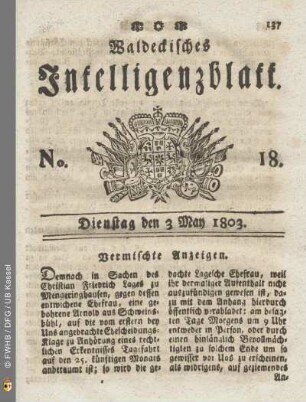 137
Waldeckisches
Intelligenzblatt.
No. 18.
Dienstag den 3 May 1803.
Vermischte Anzeigen.
Demnach in Sachen des
Christian Friedrich Lages zu
Mengeringhausen, gegen dessen
entwichene Ehefrau, eine ge-
bohrene Arnold aus Schweins-
bühl, auf die vom erstern bey
Uns angebrachte Ehescheidungs-
Klage zu Anhörung eines recht-
lichen Erkenntnisses Tagefahrt
auf den 25. künftigen Monats
anberaumt ist; so wird die ge-
dachte Lagesche Ehefrau, weil
ihr dermaliger Aufenthalt nicht
auszufindigen gewesen ist, da-
zu mit dem Anhang hierdurch
öffentlich verabladet: am besag-
ten Tage Morgens um 9 Uhr
entweder in Person, oder durch
einen hinlänglich Bevollmäch-
tigten zu solchem Ende um so
gewisser vor Uns zu erscheinen,
als widrigens, auf geziemendes
An-
© FWHB / DFG / UB Kassel